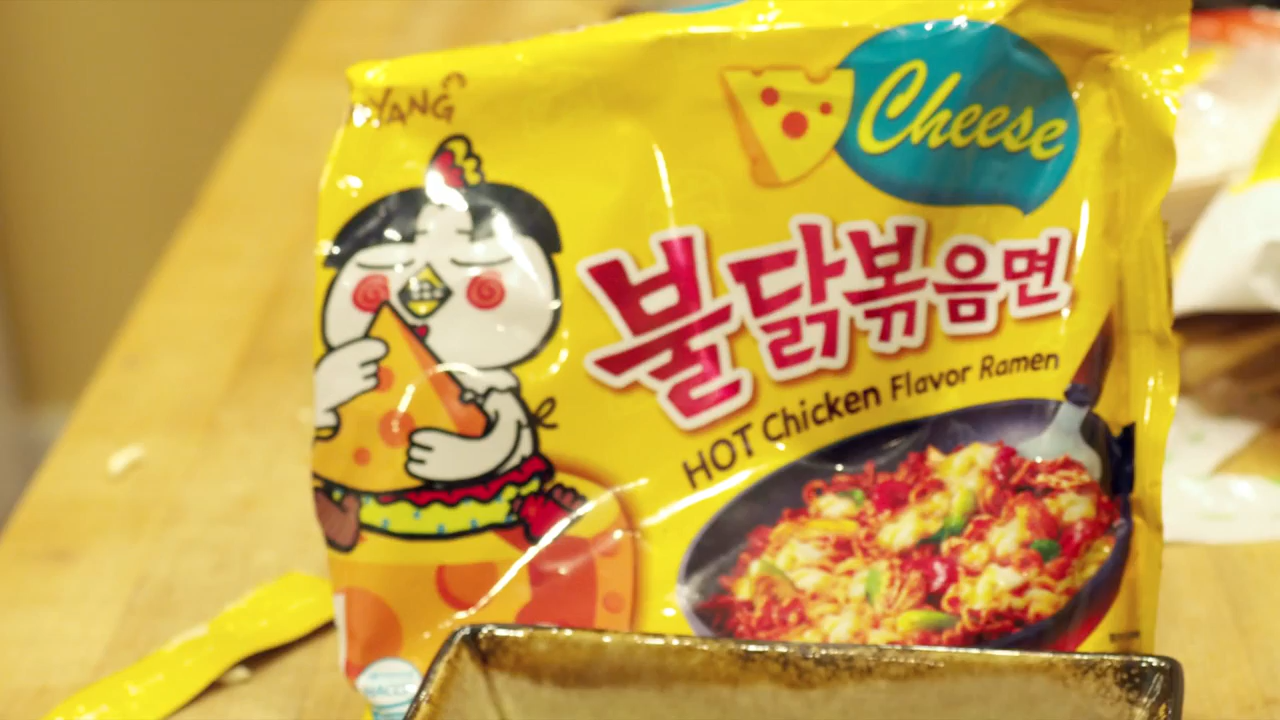 YANG
Cheese
불닭볶음면
HOT Chicken Flavor Ramen